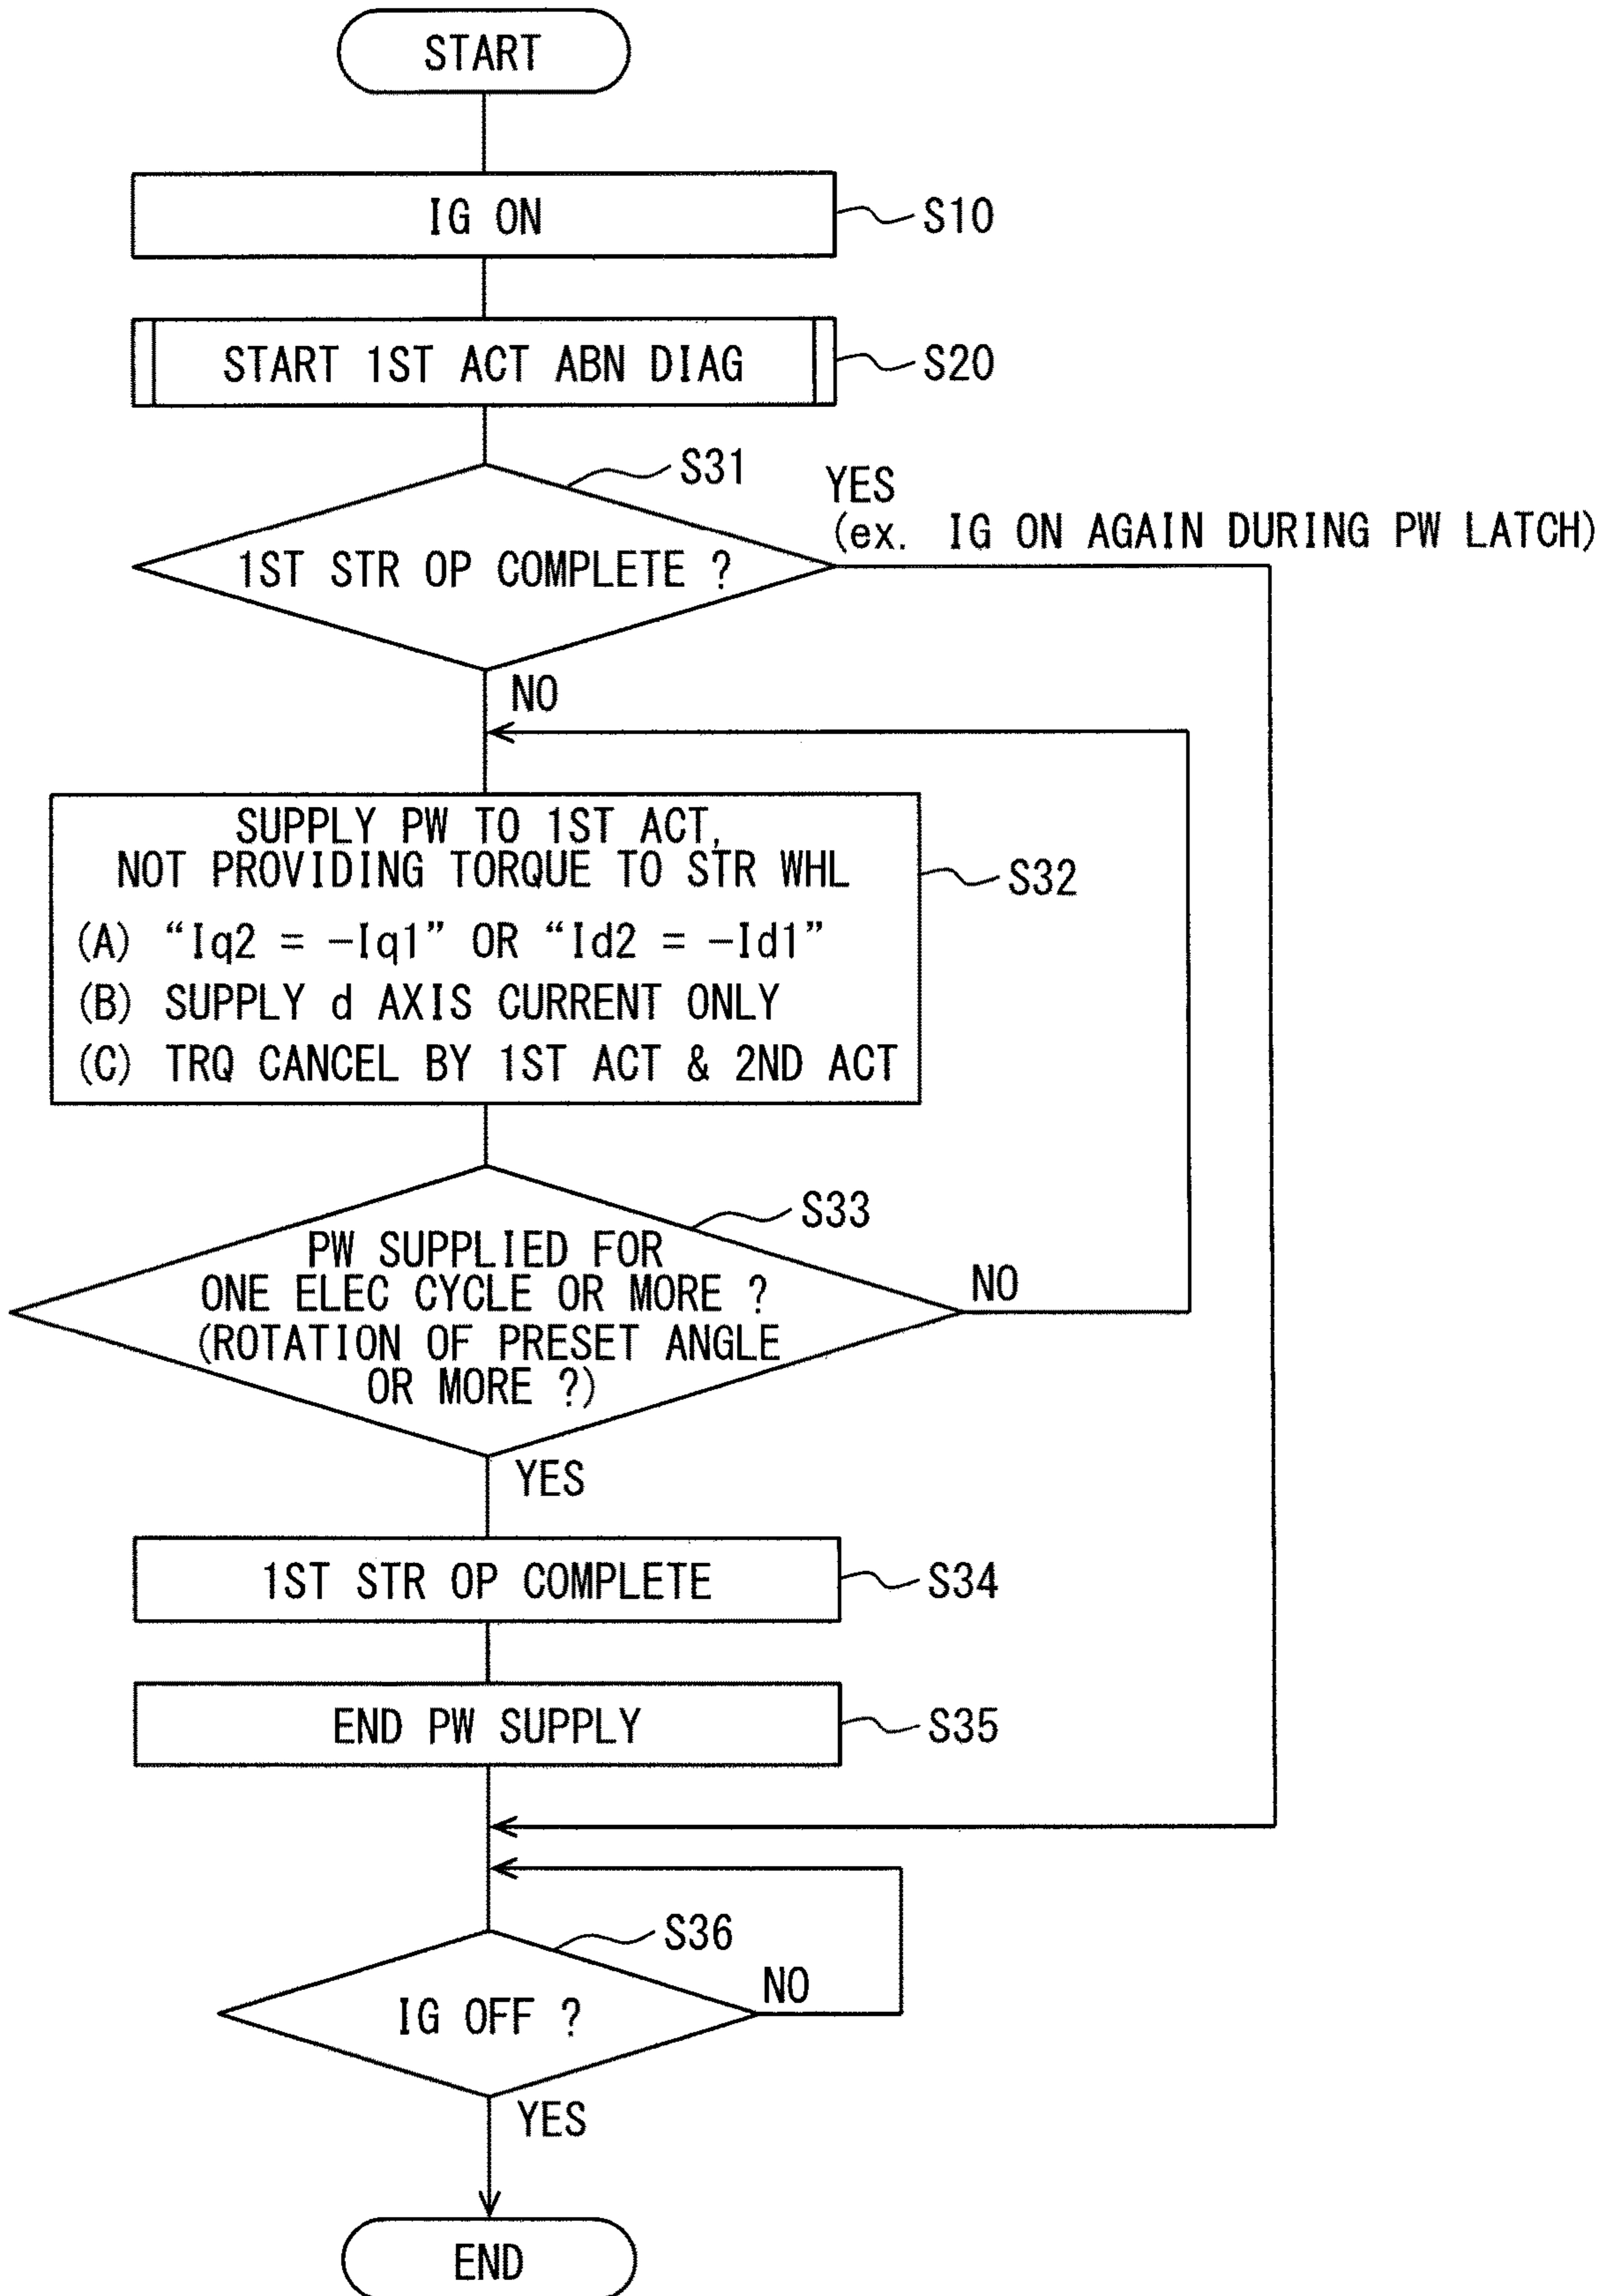 START
IG ON
S10
START 1ST ACT ABN DIAG
S20
S31
YES
(ex. IG ON AGAIN DURING PW LATCH)
1ST STR OP COMPLETE ?
NO
SUPPLY PW TO 1ST ACT,
NOT PROVIDING TORQUE TO STR WHL
S32
(A) “Iq2 = -Iq1” OR “Id2 = -Id1”
(B) SUPPLY d AXIS CURRENT ONLY
(C) TRQ CANCEL BY 1ST ACT & 2ND ACT
S33
PW SUPPLIED FOR
ONE ELEC CYCLE OR MORE ?
(ROTATION OF PRESET ANGLE
OR MORE ?)
NO
YES
1ST STR OP COMPLETE
S34
END PW SUPPLY
S35
S36
IG OFF ?
NO
YES
END